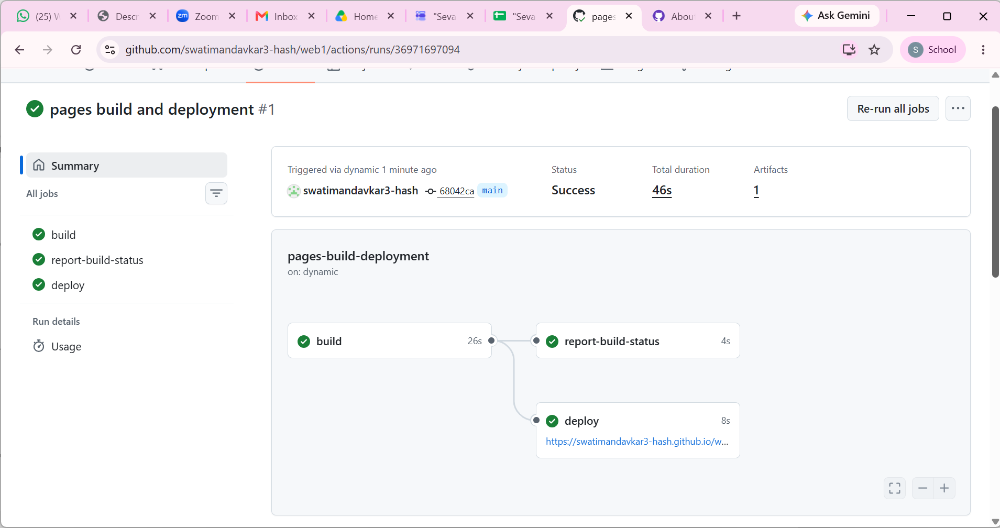 (25) W
Descr
Zoom
Inbox
Home
"Seva
"Seva
pages
Abou
Ask Gemini
github.com/swatimandavkar3-hash/web1/actions/runs/36971697094
School
pages build and deployment #1
Re-run all jobs
Summary
All jobs
build
report-build-status
deploy
Run details
Usage
Triggered via dynamic 1 minute ago
swatimandavkar3-hash 68042ca main
Status
Success
Total duration
46s
Artifacts
1
pages-build-deployment
on: dynamic
build 26s
report-build-status 4s
deploy 8s
https://swatimandavkar3-hash.github.io/w...